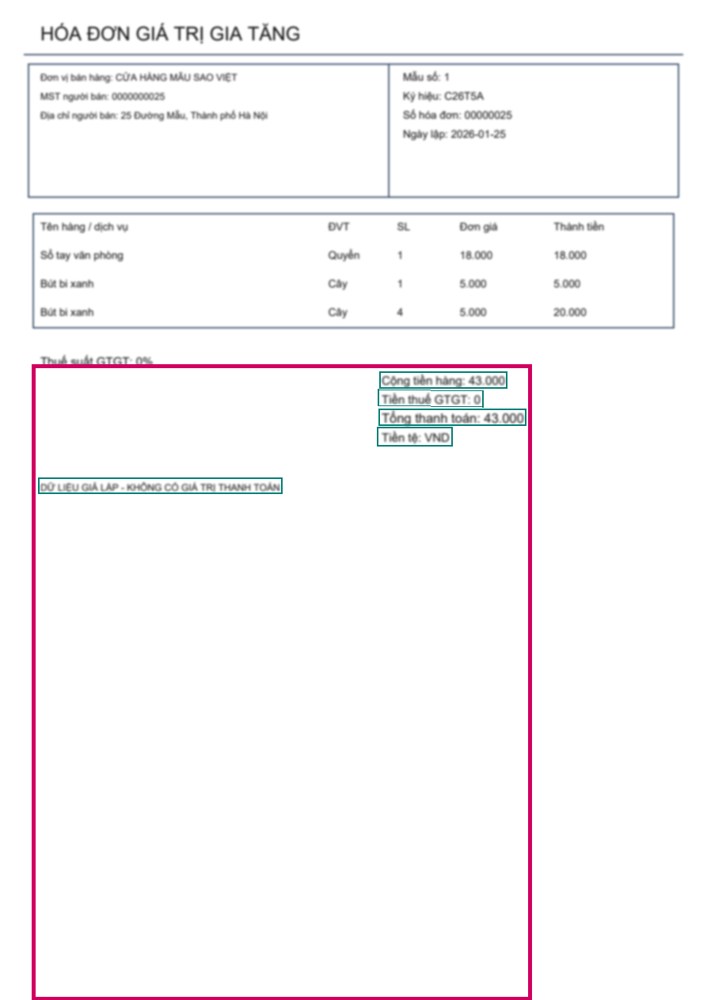 HÓA ĐƠN GIÁ TRỊ GIA TĂNG
Đơn vị bán hàng: CỬA HÀNG MẪU SAO VIỆT
MST người bán: 0000000025
Địa chỉ người bán: 25 Đường Mẫu, Thành phố Hà Nội
Mẫu số: 1
Ký hiệu: C26T5A
Số hóa đơn: 00000025
Ngày lập: 2026-01-25
Tên hàng / dịch vụ ĐVT SL Đơn giá Thành tiền
Sổ tay văn phòng Quyển 1 18.000 18.000
Bút bi xanh Cây 1 5.000 5.000
Bút bi xanh Cây 4 5.000 20.000
Thuế suất GTGT: 0%
Cộng tiền hàng: 43.000
Tiền thuế GTGT: 0
Tổng thanh toán: 43.000
Tiền tệ: VND
DỮ LIỆU GIẢ LẬP - KHÔNG CÓ GIÁ TRỊ THANH TOÁN